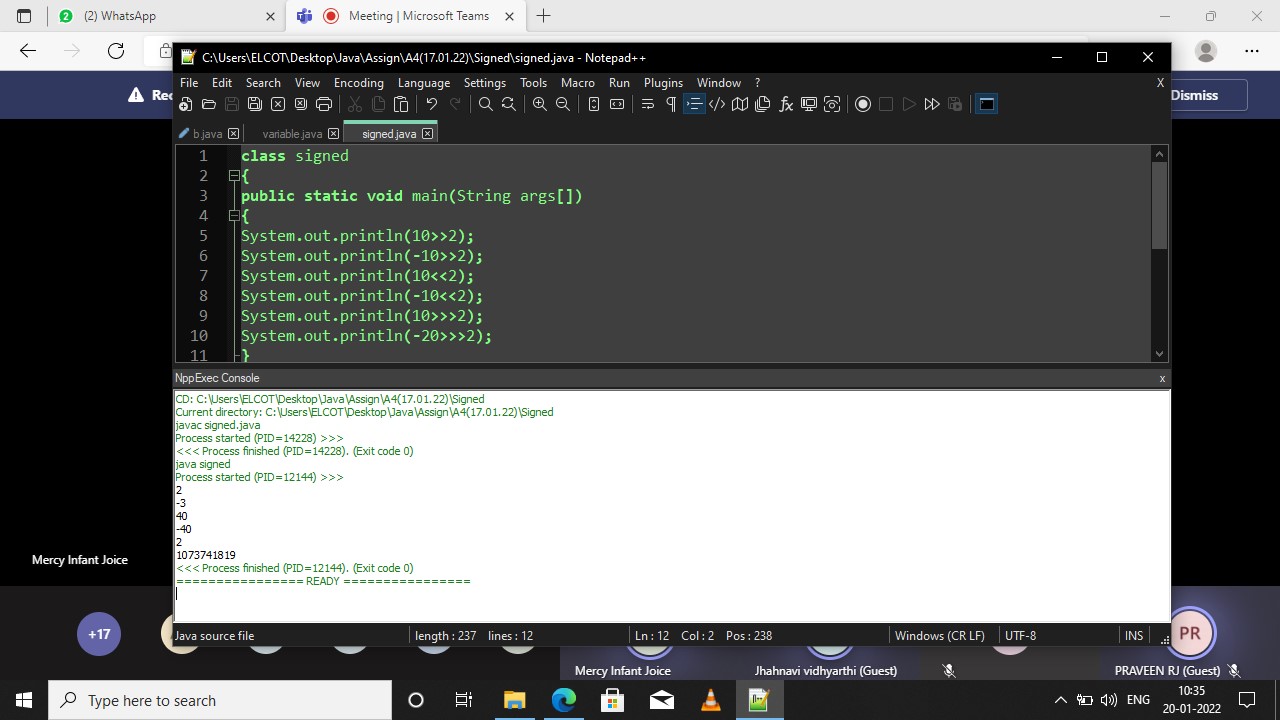 2 (2) WhatsApp Meeting | Microsoft Teams
C:\Users\ELCOT\Desktop\Java\Assign\A4(17.01.22)\Signed\signed.java - Notepad++
File Edit Search View Encoding Language Settings Tools Macro Run Plugins Window ? X
Rec Dismiss
b.java variable.java signed.java
1 class signed
2 {
3 public static void main(String args[])
4 {
5 System.out.println(10>>2);
6 System.out.println(-10>>2);
7 System.out.println(10<<2);
8 System.out.println(-10<<2);
9 System.out.println(10>>>2);
10 System.out.println(-20>>>2);
11 }
NppExec Console x
CD: C:\Users\ELCOT\Desktop\Java\Assign\A4(17.01.22)\Signed
Current directory: C:\Users\ELCOT\Desktop\Java\Assign\A4(17.01.22)\Signed
javac signed.java
Process started (PID=14228) >>>
<<< Process finished (PID=14228). (Exit code 0)
java signed
Process started (PID=12144) >>>
2
-3
40
-40
2
1073741819
<<< Process finished (PID=12144). (Exit code 0)
================ READY ================
Mercy Infant Joice
+17
Java source file length : 237 lines : 12 Ln : 12 Col : 2 Pos : 238 Windows (CR LF) UTF-8 INS
PR
Mercy Infant Joice Jhahnavi vidhyarthi (Guest) PRAVEEN RJ (Guest)
Type here to search ENG 10:35
20-01-2022